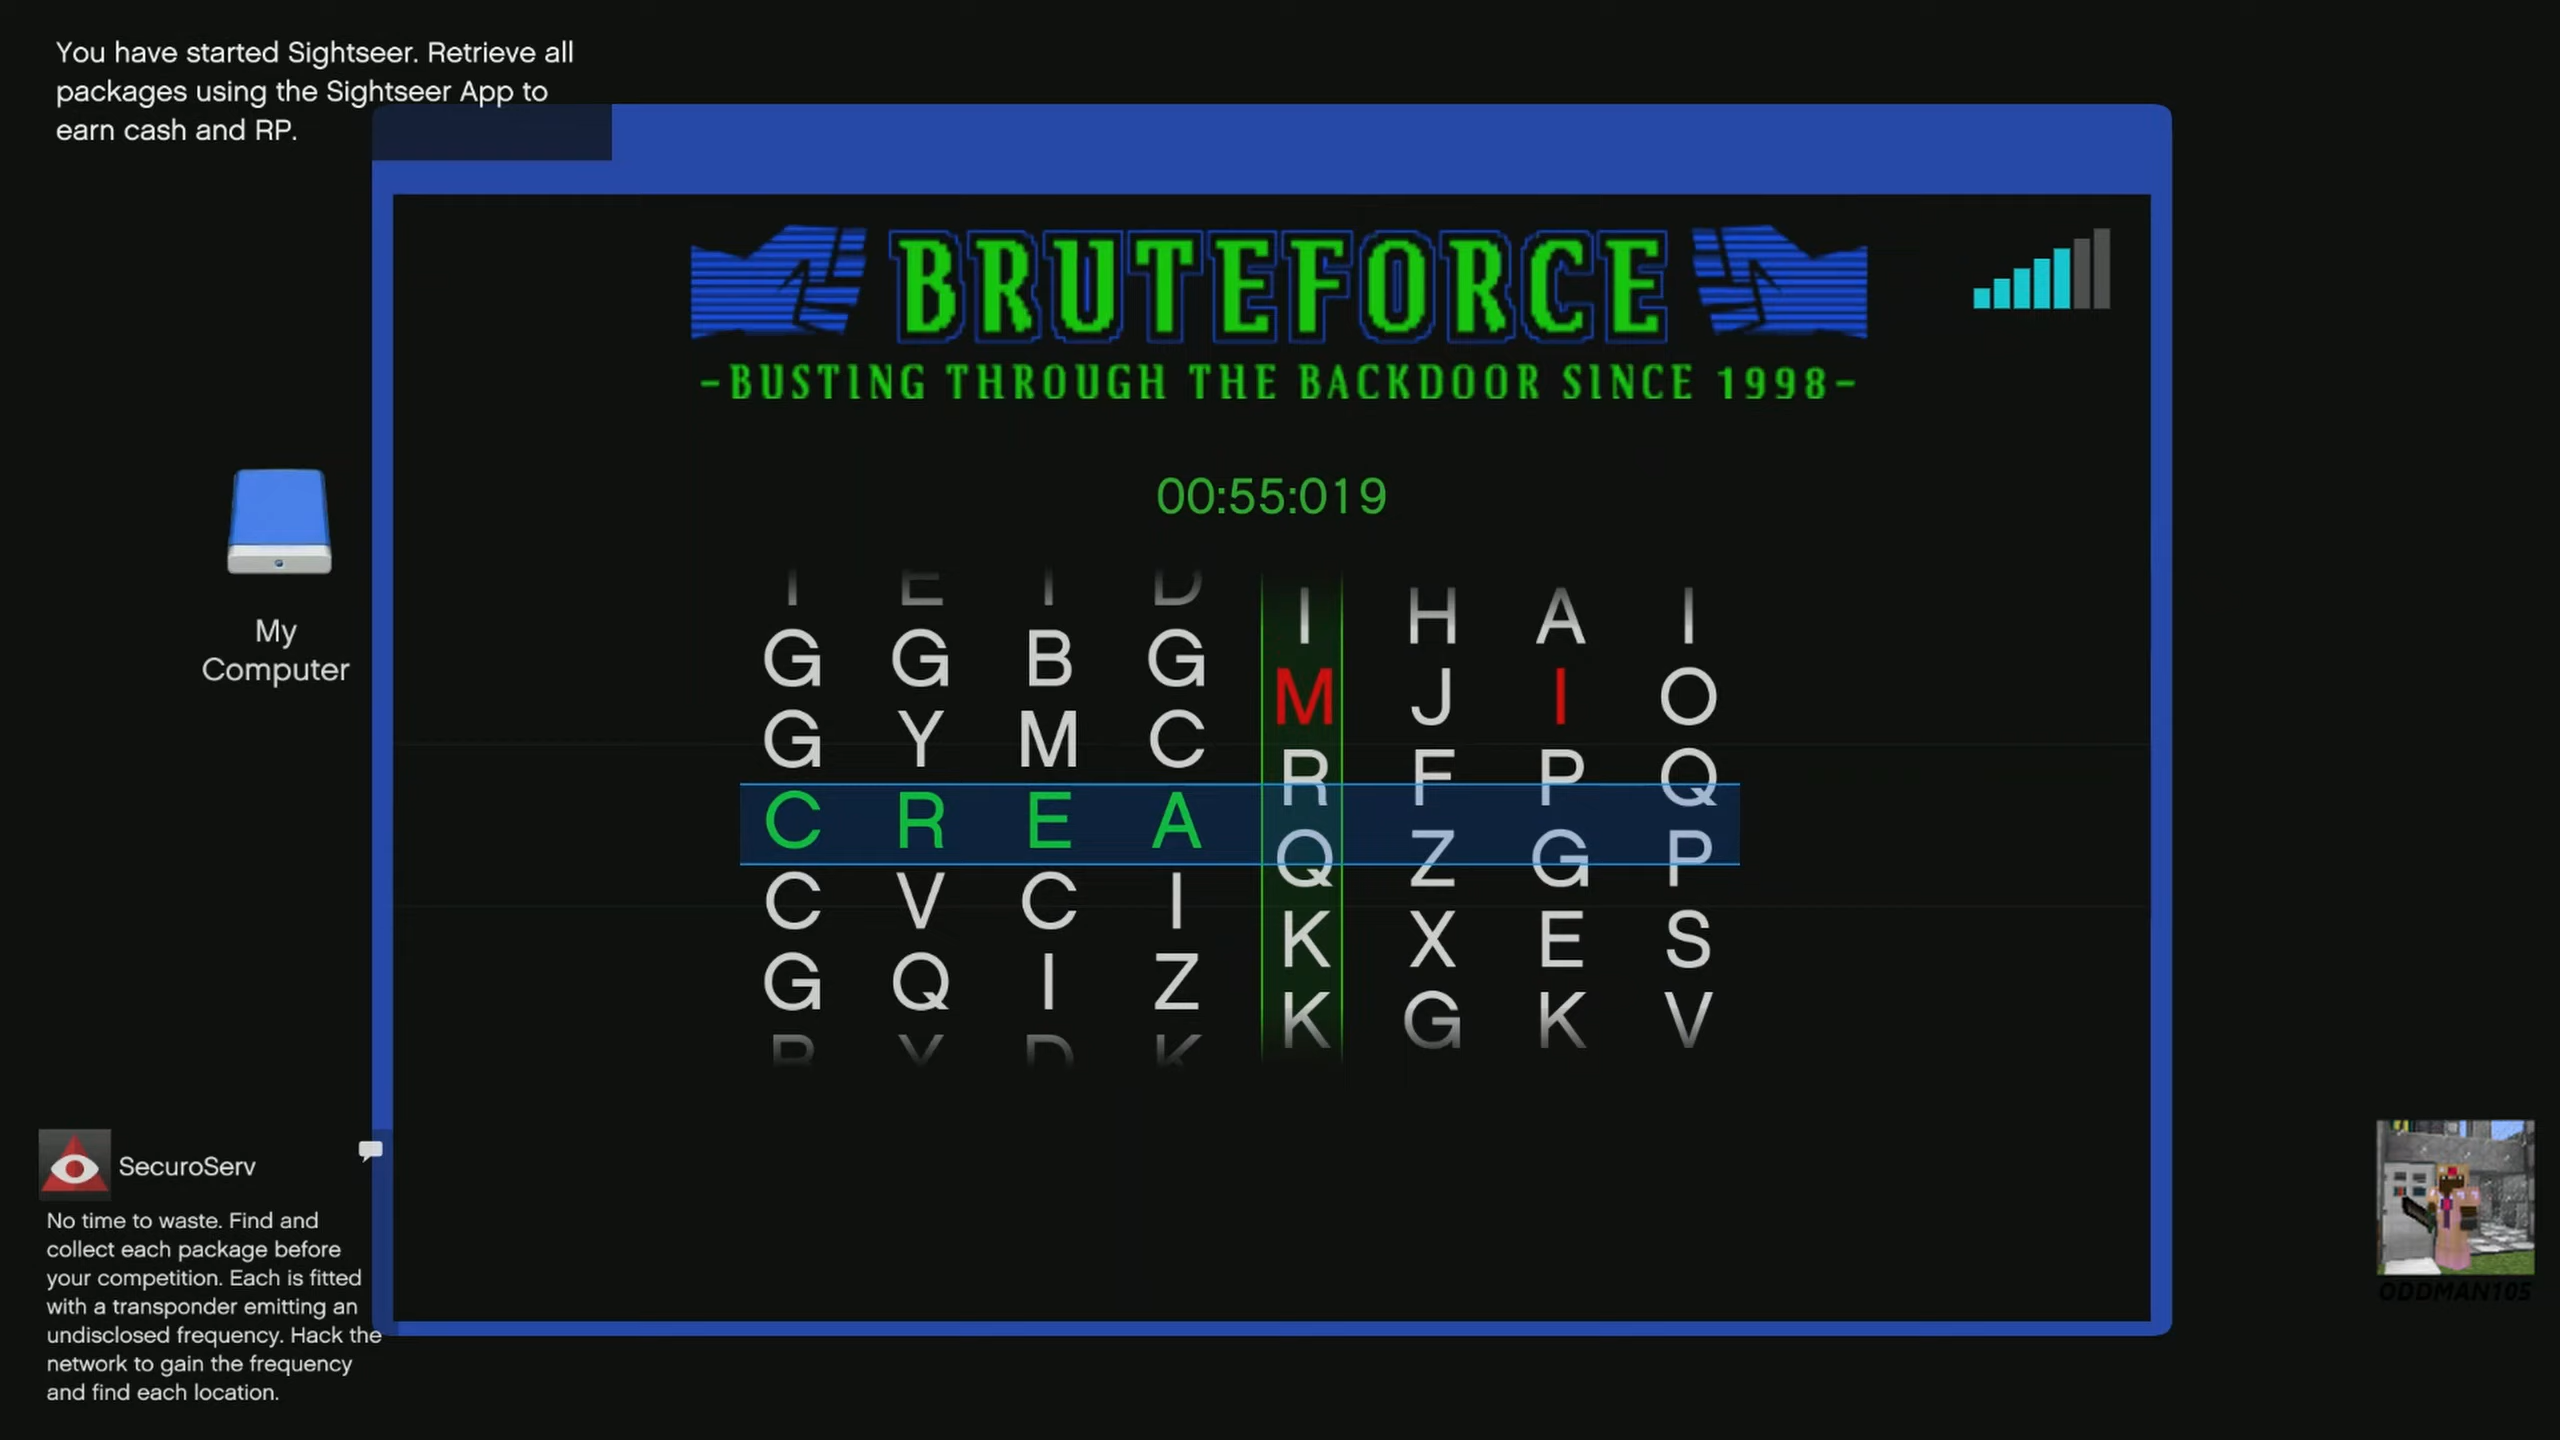 You have started Sightseer. Retrieve all
packages using the Sightseer App to
earn cash and RP.
BRUTEFORCE
-BUSTING THROUGH THE BACKDOOR SINCE 1998-
00:55:019
I H A I
G G B G M J I O
G Y M C R F P Q
C R E A Q Z G P
C V C I K X E S
G Q I Z K G K V
My
Computer
SecuroServ
No time to waste. Find and
collect each package before
your competition. Each is fitted
with a transponder emitting an
undisclosed frequency. Hack the
network to gain the frequency
and find each location.
ODDMAN105